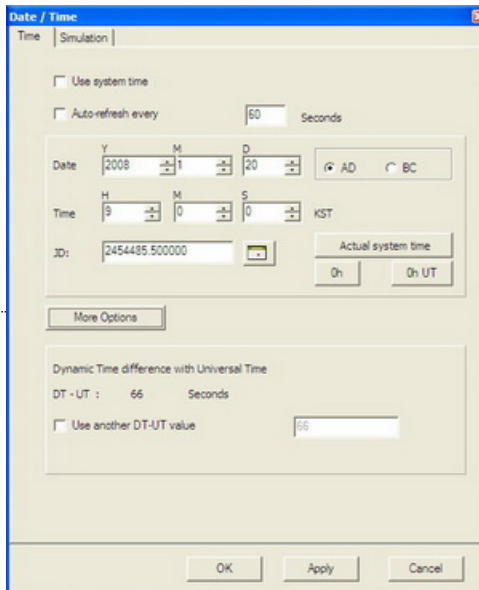 Date / Time
Time Simulation
Use system time
Auto-refresh every 60 Seconds
Y M D
Date 2008 1 20 AD BC
H M S
Time 9 0 0 KST
JD: 2454485.500000 Actual system time
0h 0h UT
More Options
Dynamic Time difference with Universal Time
DT - UT : 66 Seconds
Use another DT-UT value 66
OK Apply Cancel